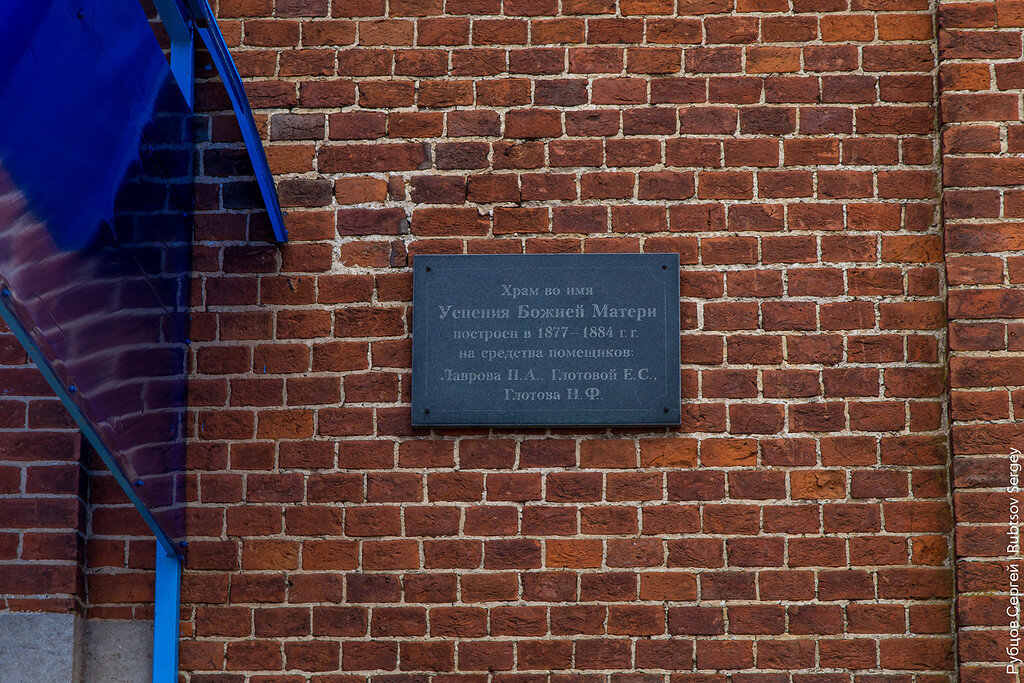 Храм во имя
Успения Божией Матери
построен в 1877–1884 г.г
на средства помещиков:
Лаврова П.А., Глотовой Е.С.,
Глотова Н.Ф.
Рубцов Сергей | Rubtsov Sergey